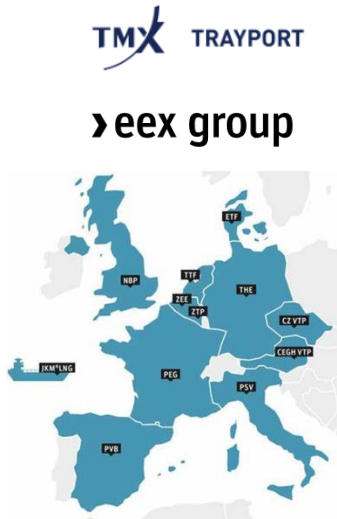 TMX TRAYPORT
eex group
ETF
NBP
TTF
THE
ZEE
ZTP
CZ VTP
CEGH VTP
JKM®LNG
PEG
PSV
PVB